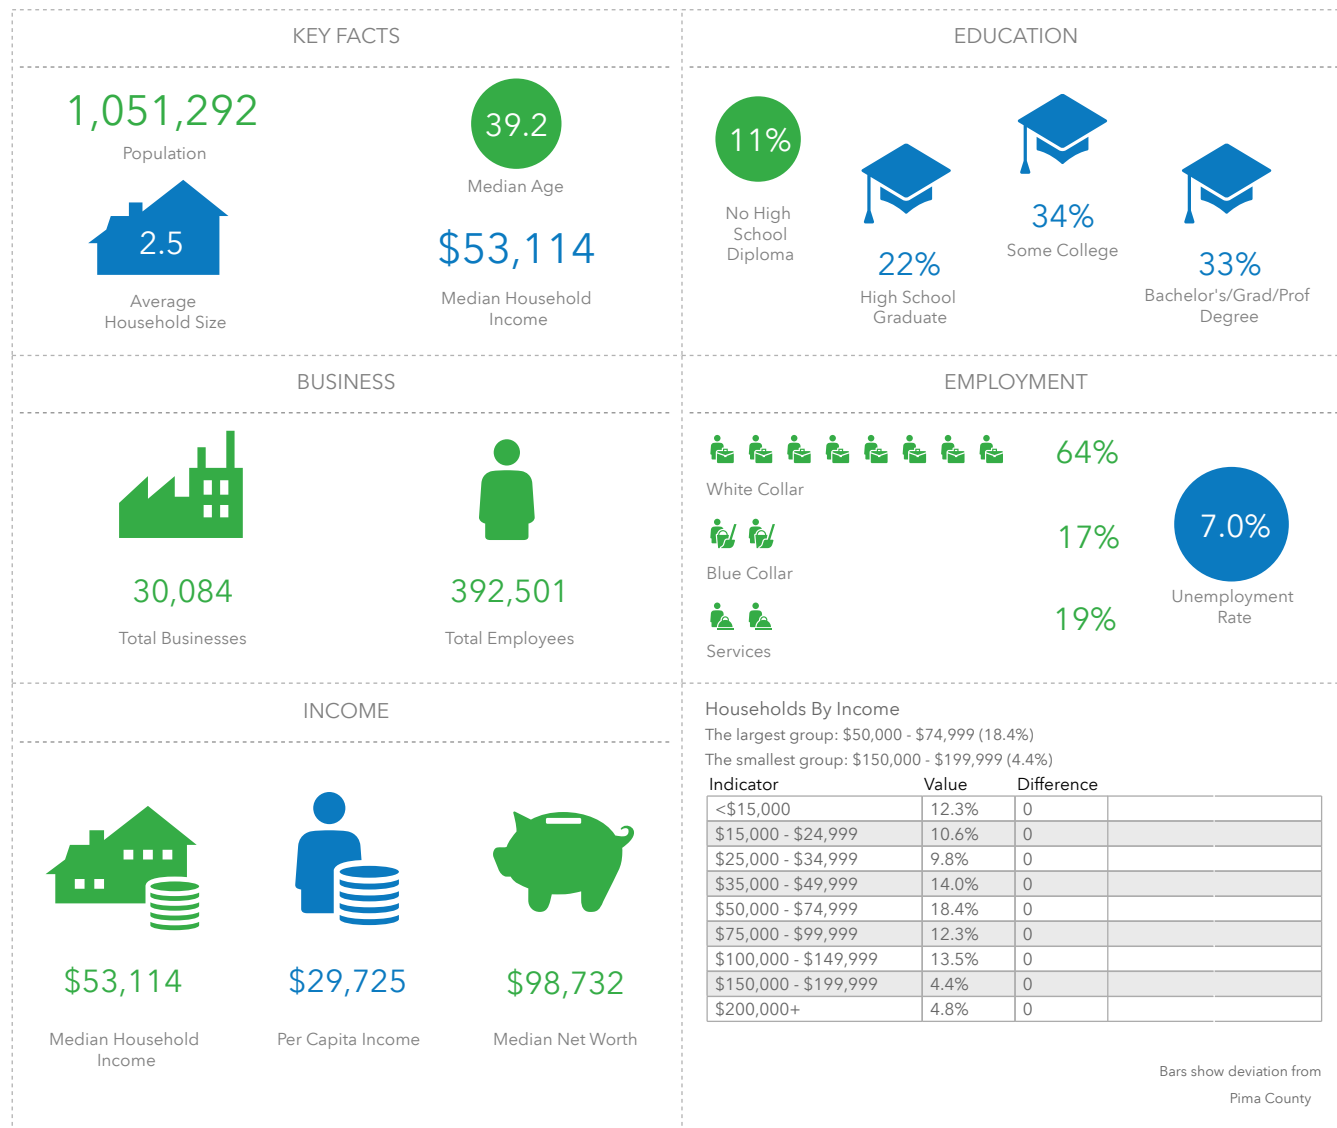 KEY FACTS
1,051,292
Population
39.2
Median Age
2.5
Average
Household Size
$53,114
Median Household
Income
EDUCATION
11%
No High
School
Diploma
22%
High School
Graduate
34%
Some College
33%
Bachelor's/Grad/Prof
Degree
BUSINESS
30,084
Total Businesses
392,501
Total Employees
EMPLOYMENT
64%
White Collar
17%
Blue Collar
19%
Services
7.0%
Unemployment
Rate
INCOME
$53,114
Median Household
Income
$29,725
Per Capita Income
$98,732
Median Net Worth
Households By Income
The largest group: $50,000 - $74,999 (18.4%)
The smallest group: $150,000 - $199,999 (4.4%)
Indicator Value Difference
<$15,000 12.3% 0
$15,000 - $24,999 10.6% 0
$25,000 - $34,999 9.8% 0
$35,000 - $49,999 14.0% 0
$50,000 - $74,999 18.4% 0
$75,000 - $99,999 12.3% 0
$100,000 - $149,999 13.5% 0
$150,000 - $199,999 4.4% 0
$200,000+ 4.8% 0
Bars show deviation from
Pima County